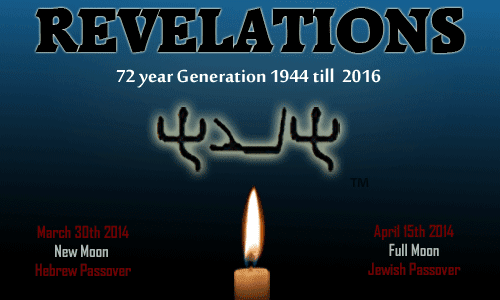 REVELATIONS
72 year Generation 1944 till 2016
TM
March 30th 2014
New Moon
Hebrew Passover
April 15th 2014
Full Moon
Jewish Passover